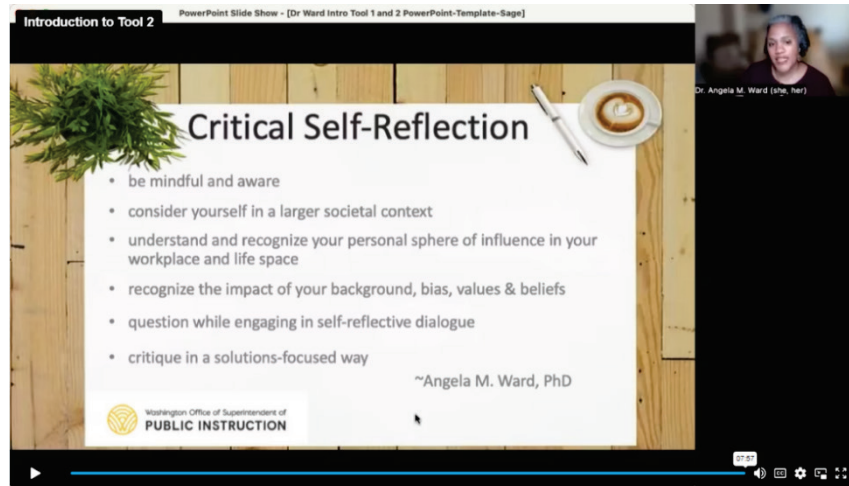 Introduction to Tool 2
PowerPoint Slide Show - [Dr Ward Intro Tool 1 and 2 PowerPoint-Template-Sage]
Dr. Angela M. Ward (she, her)
Critical Self-Reflection
• be mindful and aware
• consider yourself in a larger societal context
• understand and recognize your personal sphere of influence in your
workplace and life space
• recognize the impact of your background, bias, values & beliefs
• question while engaging in self-reflective dialogue
• critique in a solutions-focused way
~Angela M. Ward, PhD
Washington Office of Superintendent of
PUBLIC INSTRUCTION
07:57
CC